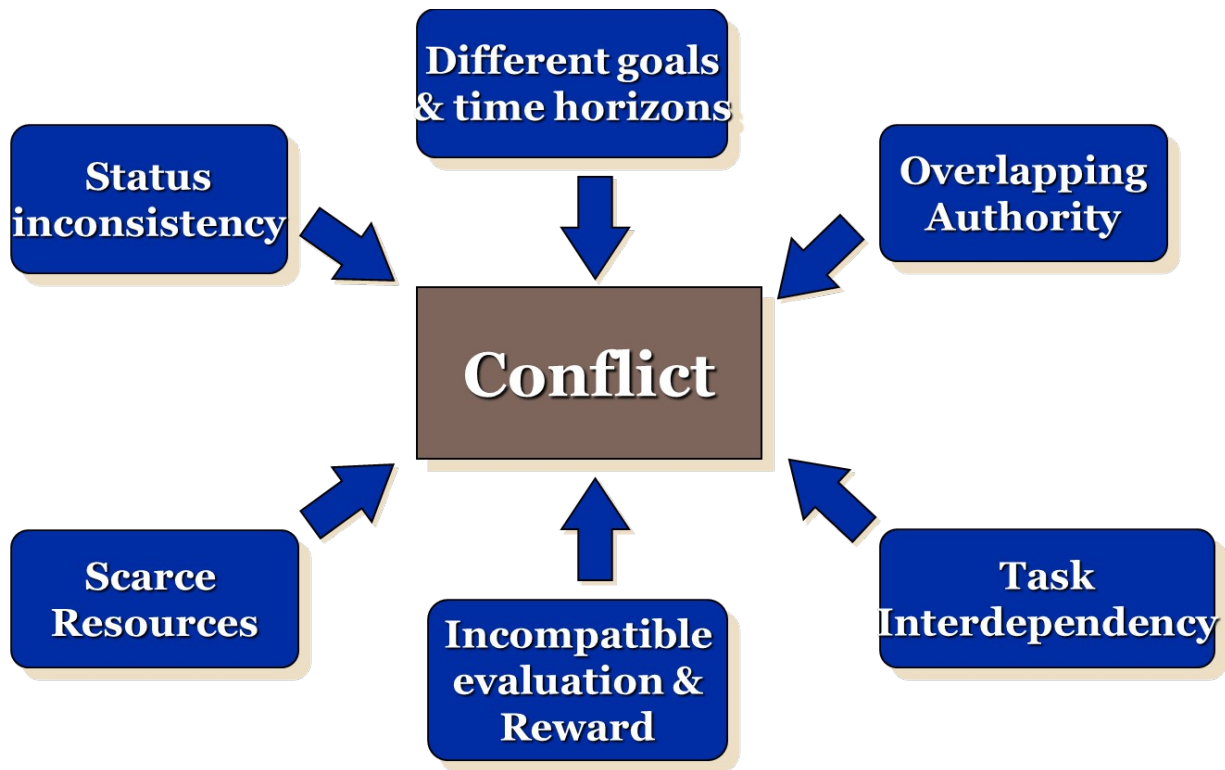 Different goals
& time horizons
Status
inconsistency
Overlapping
Authority
Conflict
Scarce
Resources
Incompatible
evaluation &
Reward
Task
Interdependency